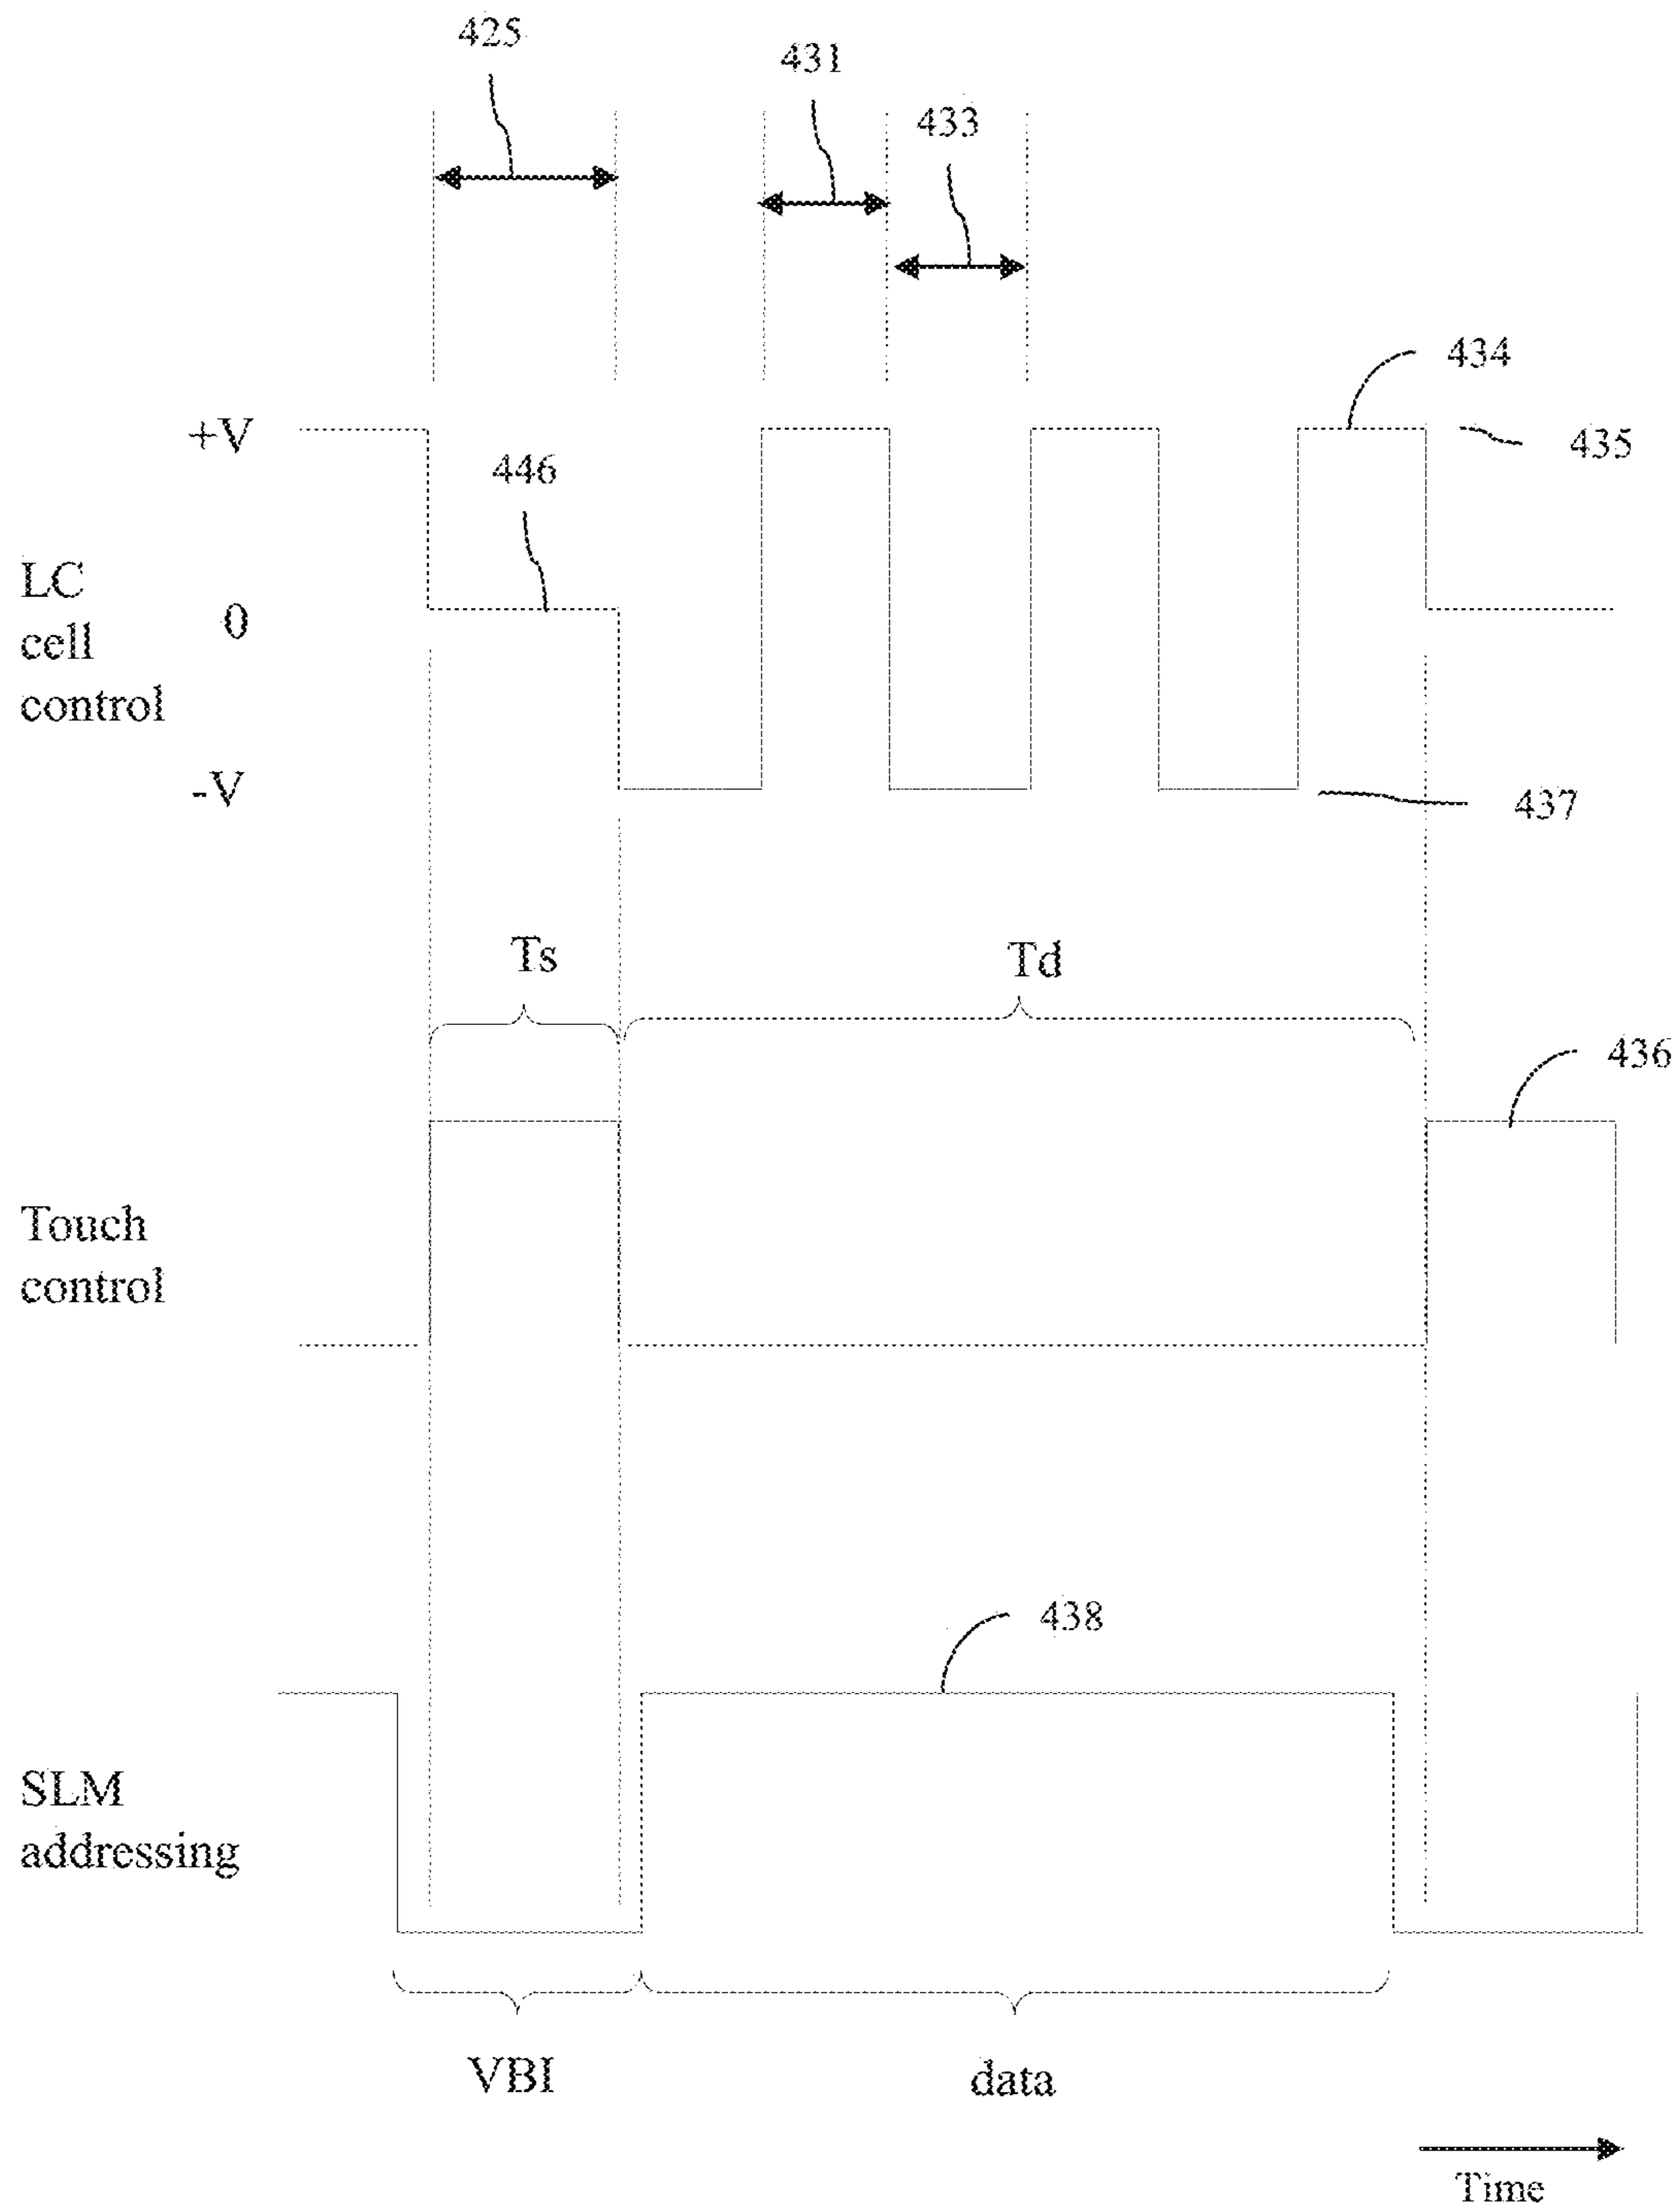 425
431
433
434
+V
435
446
LC
cell
control
0
-V
437
Ts
Td
436
Touch
control
438
SLM
addressing
VBI
data
Time